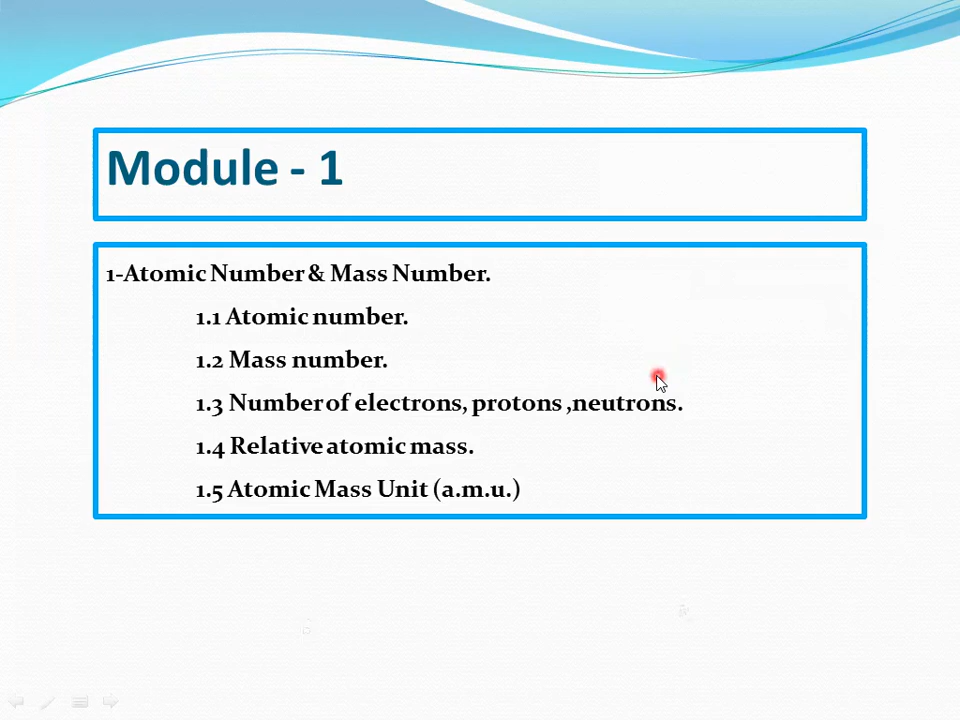 Module - 1
1-Atomic Number & Mass Number.
1.1 Atomic number.
1.2 Mass number.
1.3 Number of electrons, protons ,neutrons.
1.4 Relative atomic mass.
1.5 Atomic Mass Unit (a.m.u.)